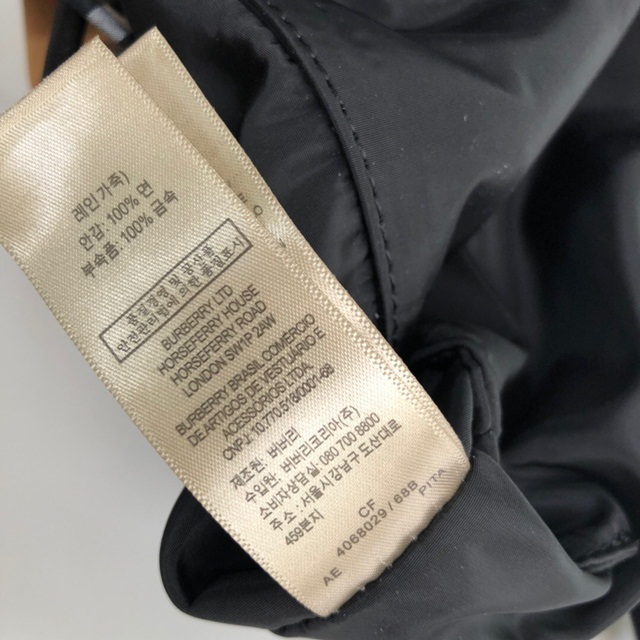 레인(가죽)
안감: 100% 면
부속품: 100% 금속
품질경영 및 공산품
안전관리법에 의한 품질표시
BURBERRY LTD
HORSEFERRY HOUSE
HORSEFERRY ROAD
LONDON SW1P 2AW
BURBERRY BRASIL COMERCIO
DE ARTIGOS DE VESTUÁRIO E
ACESSORIOS LTDA.
CNPJ: 10.770.518/0001-68
제조원: 버버리
수입원: 버버리코리아(주)
소비자상담실: 080 700 8800
주소: 서울시 강남구 도산대로
459번지
CF
AE 4068029 / 68B PITA